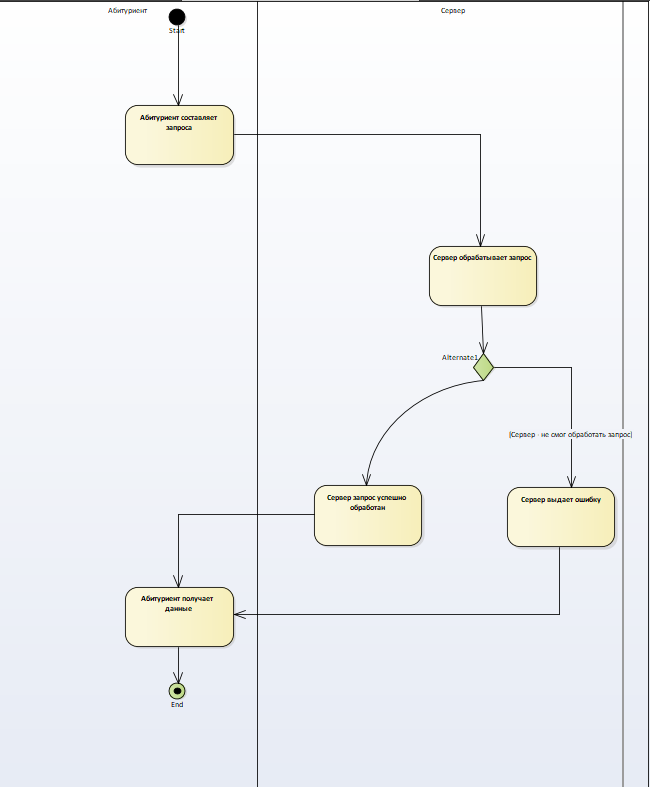 Абитуриент
Сервер
Start
Абитуриент составляет
запроса
Сервер обрабатывает запрос
Alternate1
[Сервер - не смог обработать запрос]
Сервер запрос успешно
обработан
Сервер выдает ошибку
Абитуриент получает
данные
End